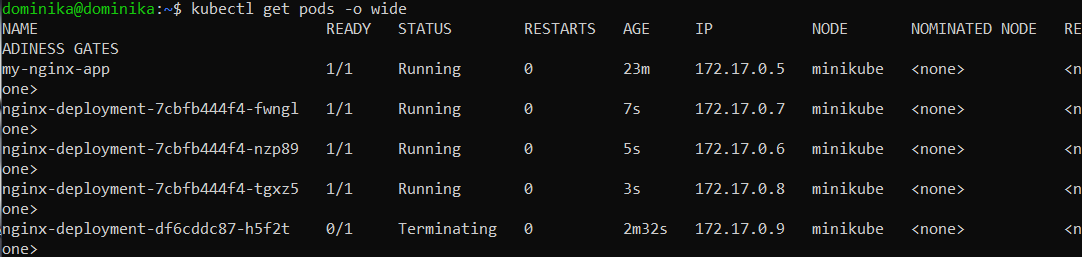 dominika@dominika:~$ kubectl get pods -o wide
NAME READY STATUS RESTARTS AGE IP NODE NOMINATED NODE RE
ADINESS GATES
my-nginx-app 1/1 Running 0 23m 172.17.0.5 minikube <none> <n
one>
nginx-deployment-7cbfb444f4-fwngl 1/1 Running 0 7s 172.17.0.7 minikube <none> <n
one>
nginx-deployment-7cbfb444f4-nzp89 1/1 Running 0 5s 172.17.0.6 minikube <none> <n
one>
nginx-deployment-7cbfb444f4-tgxz5 1/1 Running 0 3s 172.17.0.8 minikube <none> <n
one>
nginx-deployment-df6cddc87-h5f2t 0/1 Terminating 0 2m32s 172.17.0.9 minikube <none> <n
one>